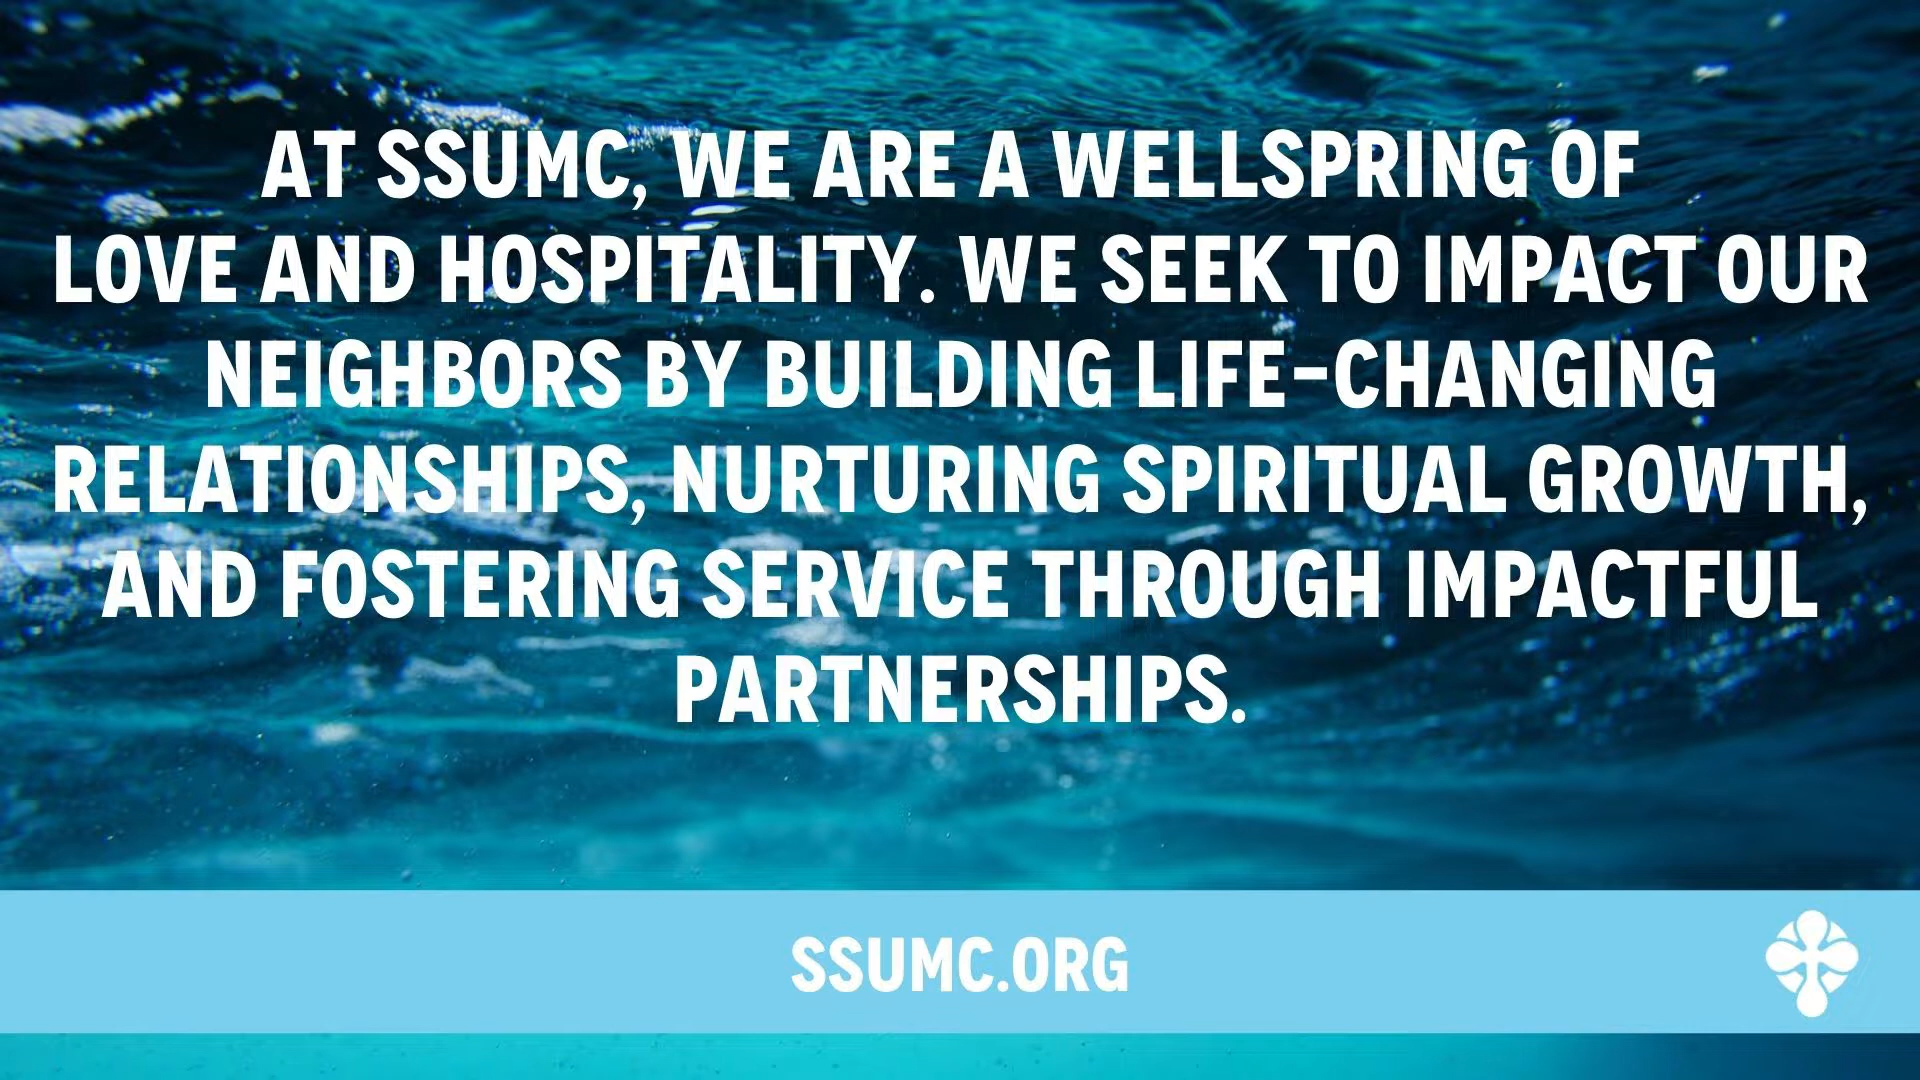 AT SSUMC, WE ARE A WELLSPRING OF
LOVE AND HOSPITALITY. WE SEEK TO IMPACT OUR
NEIGHBORS BY BUILDING LIFE-CHANGING
RELATIONSHIPS, NURTURING SPIRITUAL GROWTH,
AND FOSTERING SERVICE THROUGH IMPACTFUL
PARTNERSHIPS.
SSUMC.ORG